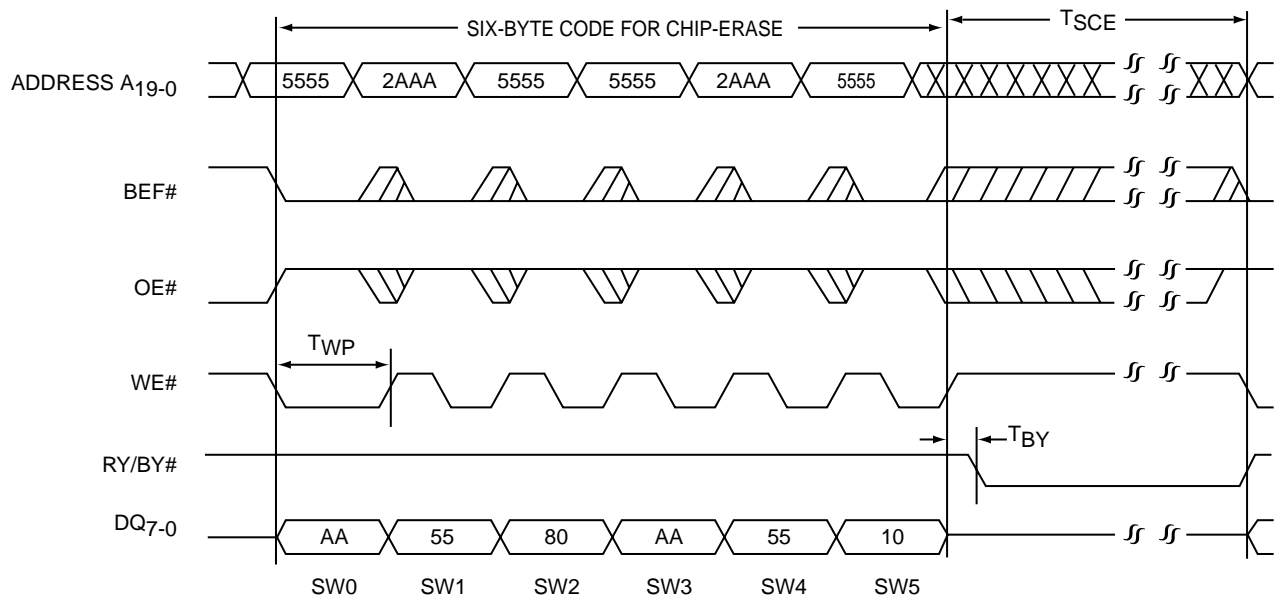 SIX-BYTE CODE FOR CHIP-ERASE TSCE
ADDRESS A19-0 5555 2AAA 5555 5555 2AAA 5555
BEF#
OE#
TWP
WE#
TBY
RY/BY#
DQ7-0 AA 55 80 AA 55 10
SW0 SW1 SW2 SW3 SW4 SW5